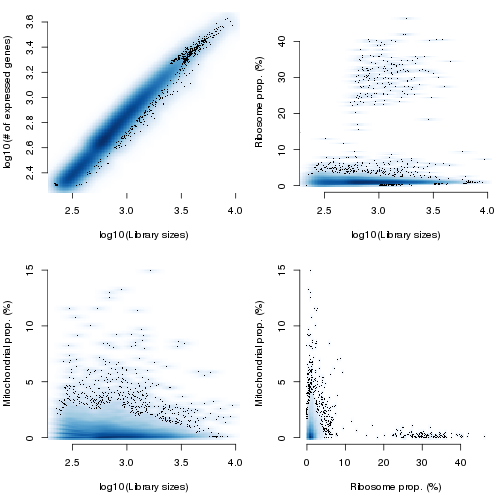 log10(# of expressed genes)
3.6
3.4
3.2
3.0
2.8
2.6
2.4
2.5 3.0 3.5 4.0
log10(Library sizes)
Ribosome prop. (%)
40
30
20
10
0
2.5 3.0 3.5 4.0
log10(Library sizes)
Mitochondrial prop. (%)
15
10
5
0
2.5 3.0 3.5 4.0
log10(Library sizes)
Mitochondrial prop. (%)
15
10
5
0
0 10 20 30 40
Ribosome prop. (%)